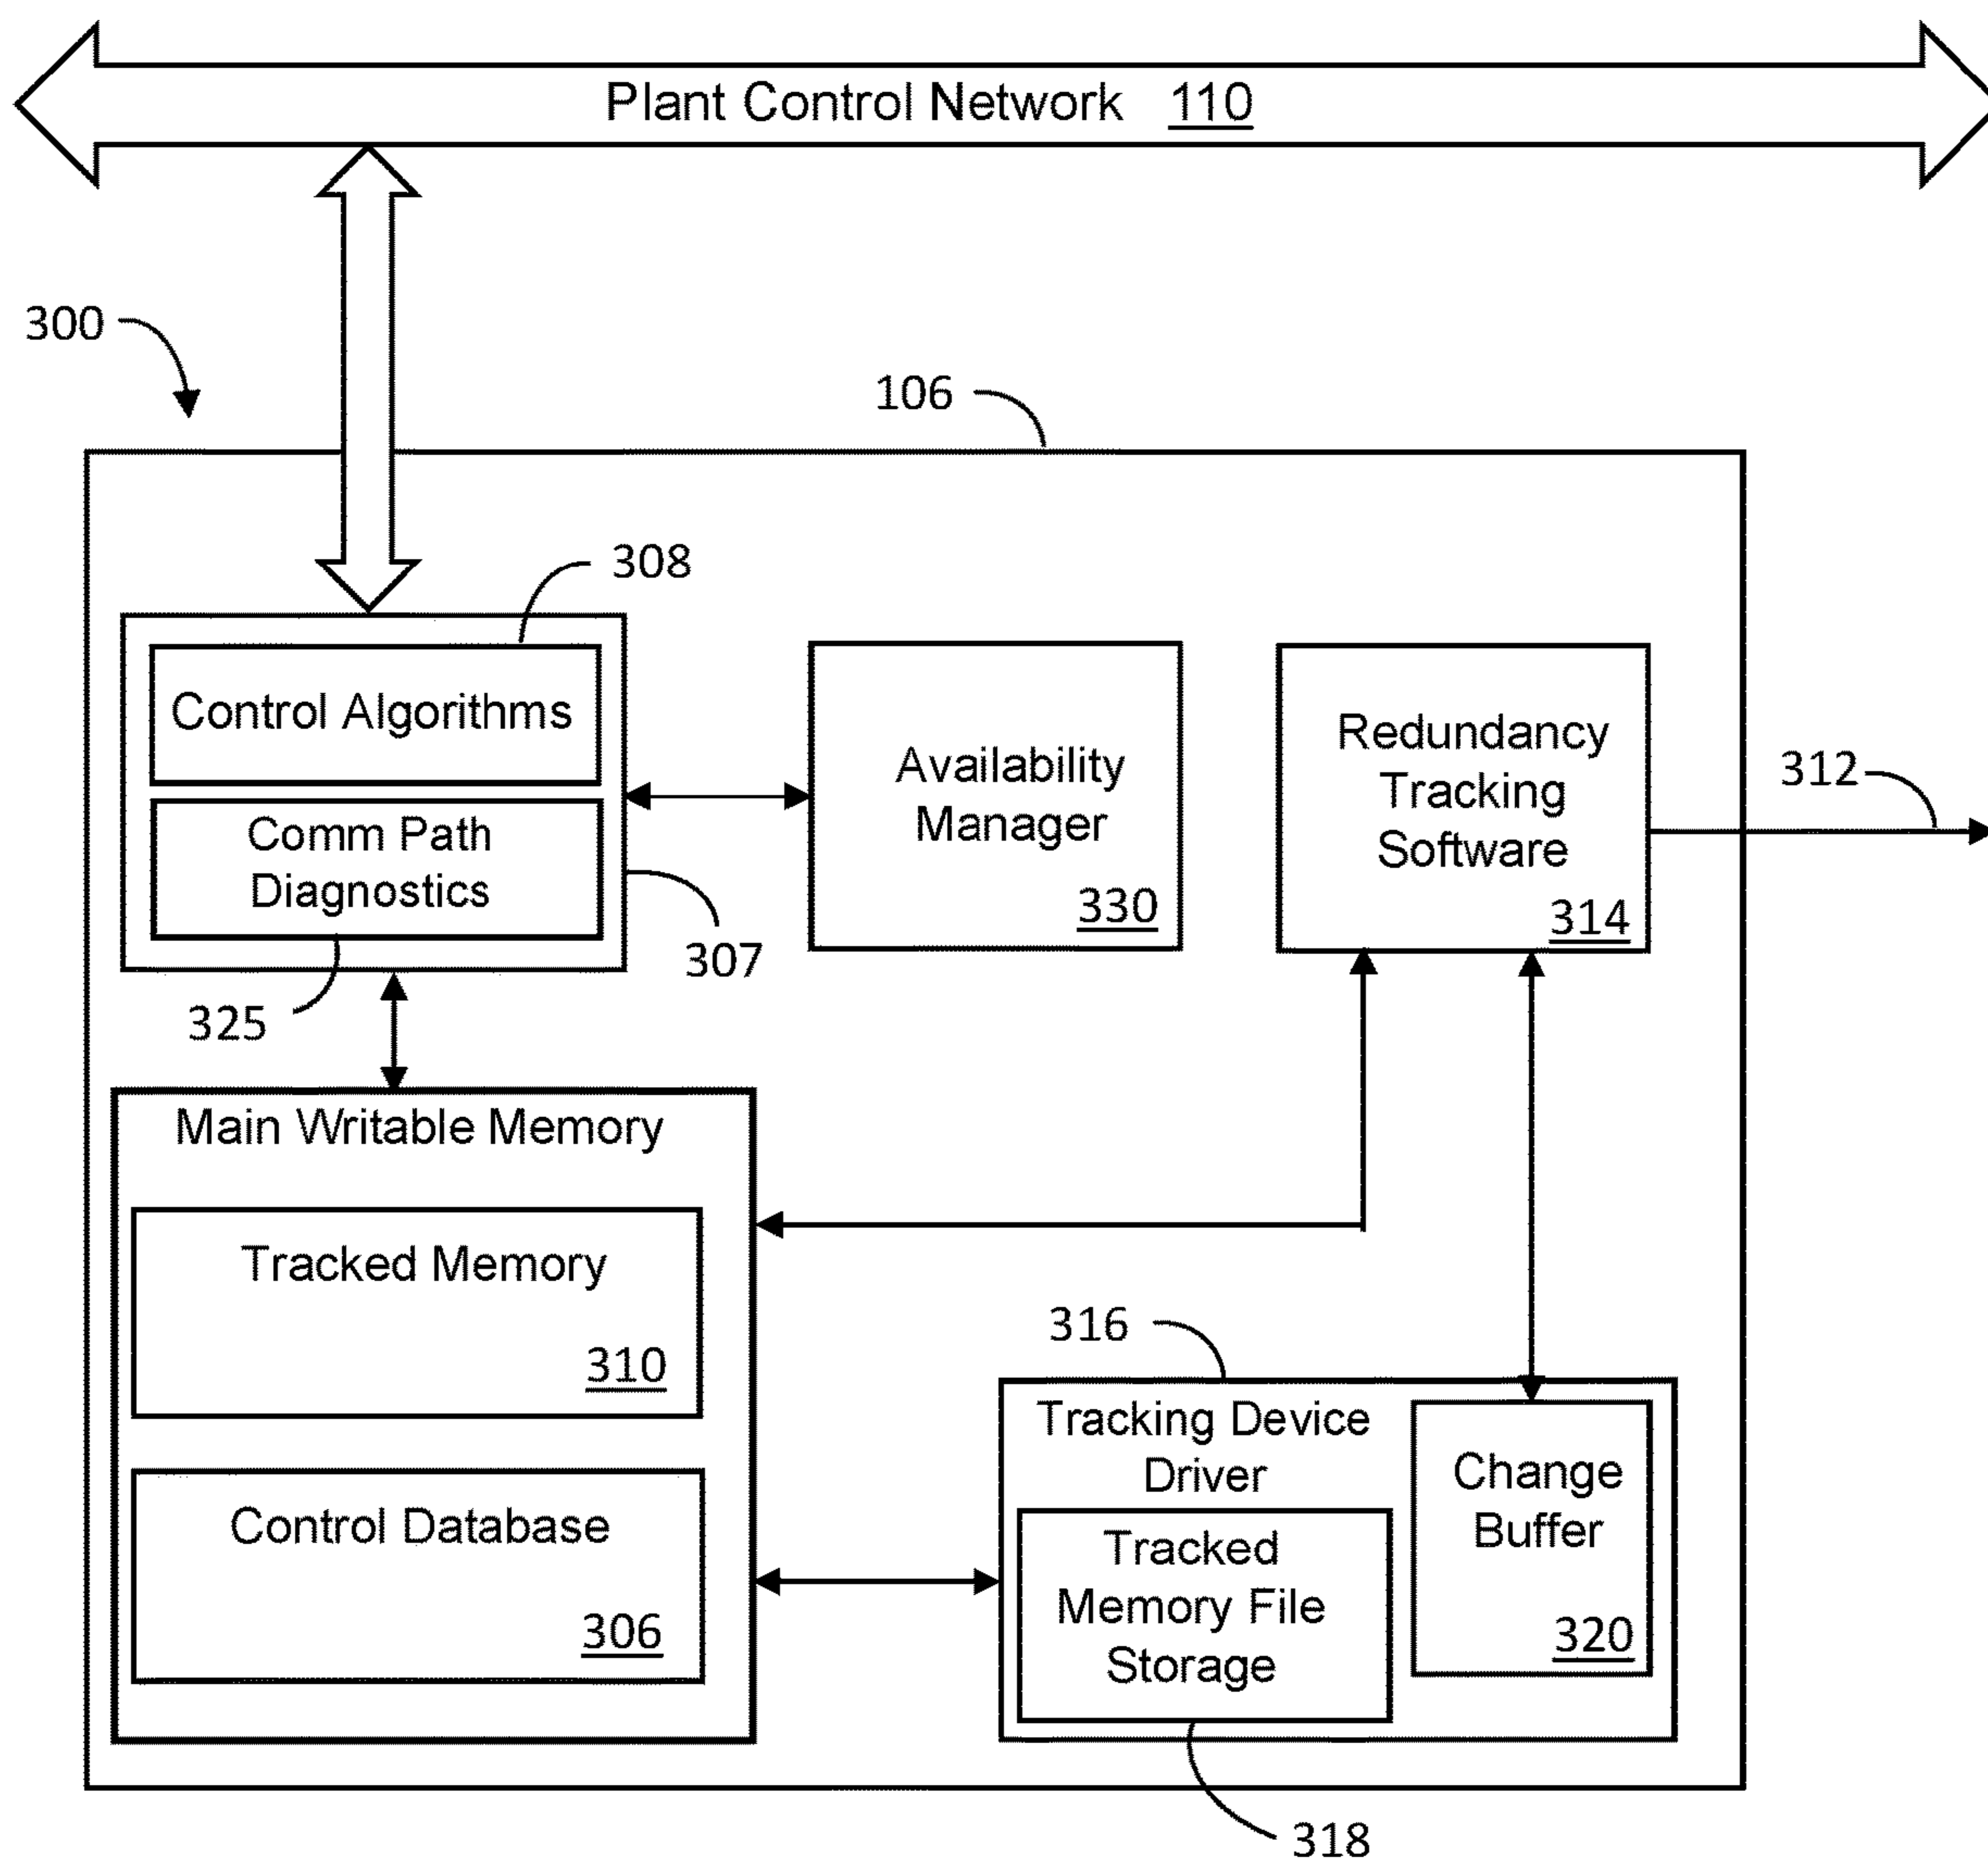 Plant Control Network 110
300
106
308
Control Algorithms
Comm Path
Diagnostics
307
325
Availability
Manager
330
Redundancy
Tracking
Software
314
312
Main Writable Memory
Tracked Memory
310
Control Database
306
316
Tracking Device
Driver
Tracked
Memory File
Storage
Change
Buffer
320
318